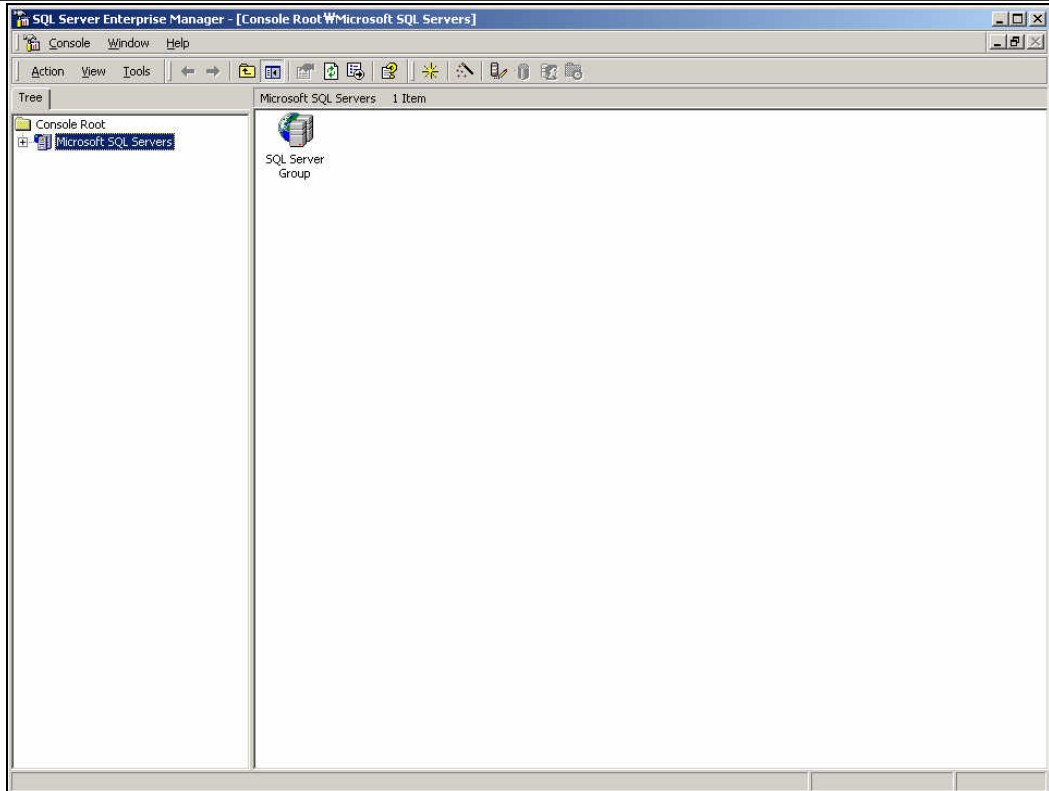 SQL Server Enterprise Manager - [Console Root₩Microsoft SQL Servers]
Console Window Help
Action View Tools
Tree
Microsoft SQL Servers 1 Item
Console Root
Microsoft SQL Servers
SQL Server
Group